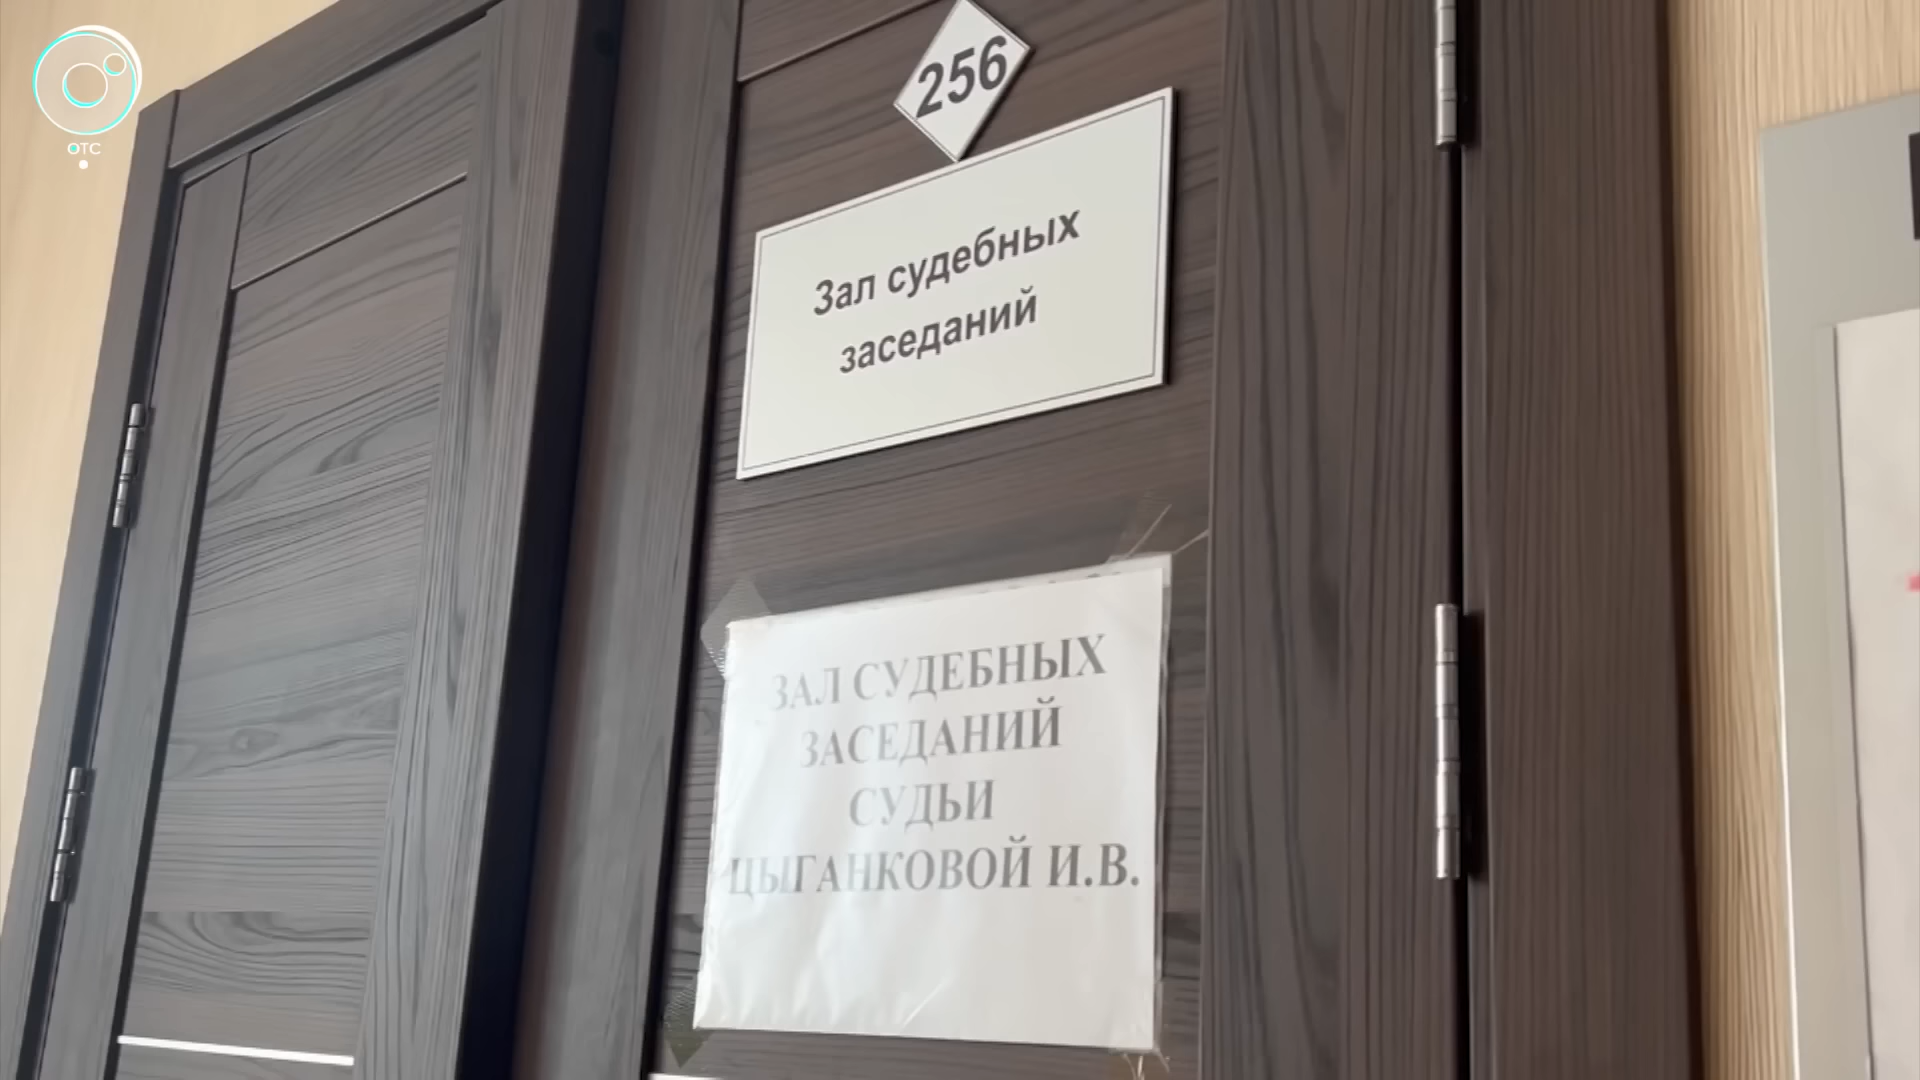 ОТС
256
Зал судебных
заседаний
ЗАЛ СУДЕБНЫХ
ЗАСЕДАНИЙ
СУДЬИ
ЦЫГАНКОВОЙ И.В.